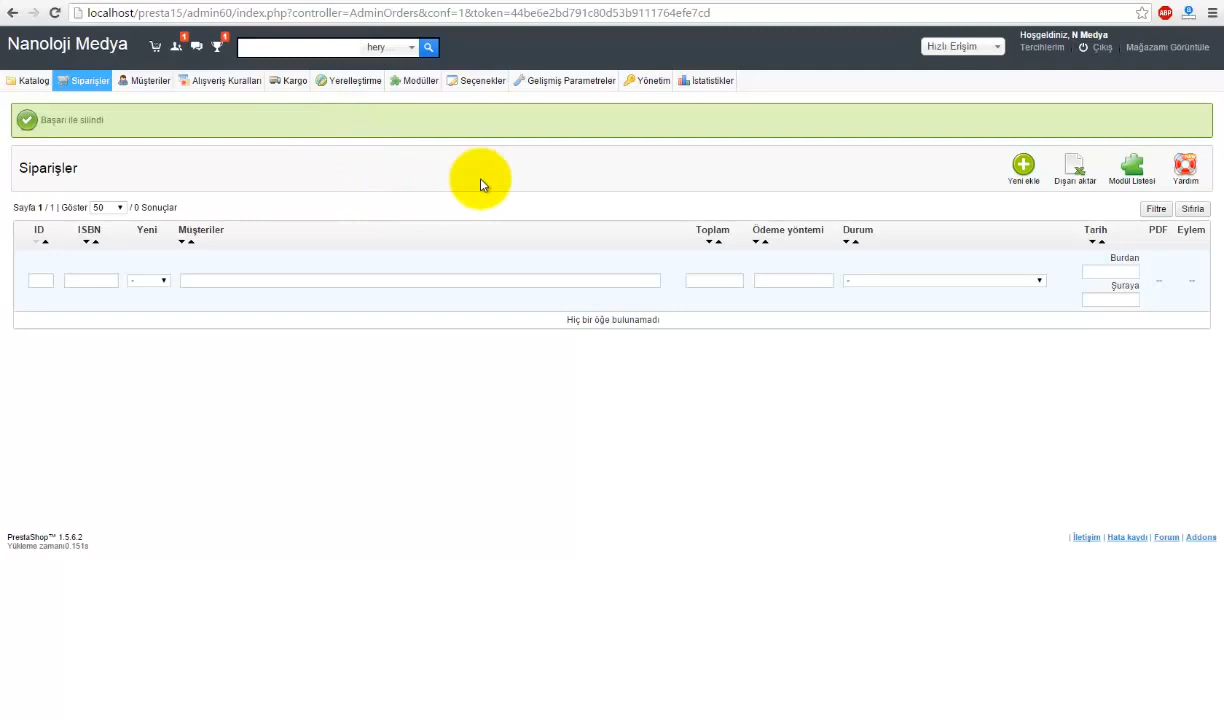 localhost/presta15/admin60/index.php?controller=AdminOrders&conf=1&token=44be6e2bd791c80d53b9111764efe7cd
ABP
Nanoloji Medya
1
1
hery...
Hızlı Erişim
Hoşgeldiniz, N Medya
Tercihlerim
Çıkış
Mağazamı Görüntüle
Katalog
Siparişler
Müşteriler
Alışveriş Kuralları
Kargo
Yerelleştirme
Modüller
Seçenekler
Gelişmiş Parametreler
Yönetim
İstatistikler
Başarı ile silindi
Siparişler
Yeni ekle
Dışarı aktar
Modül Listesi
Yardım
Sayfa 1 / 1 | Göster 50 / 0 Sonuçlar
Filtre
Sıfırla
ID
ISBN
Yeni
Müşteriler
Toplam
Ödeme yöntemi
Durum
Tarih
PDF
Eylem
-
-
Burdan
Şuraya
--
--
Hiç bir öğe bulunamadı
PrestaShop™ 1.5.6.2
Yükleme zamanı0.151s
| İletişim | Hata kaydı | Forum | Addons